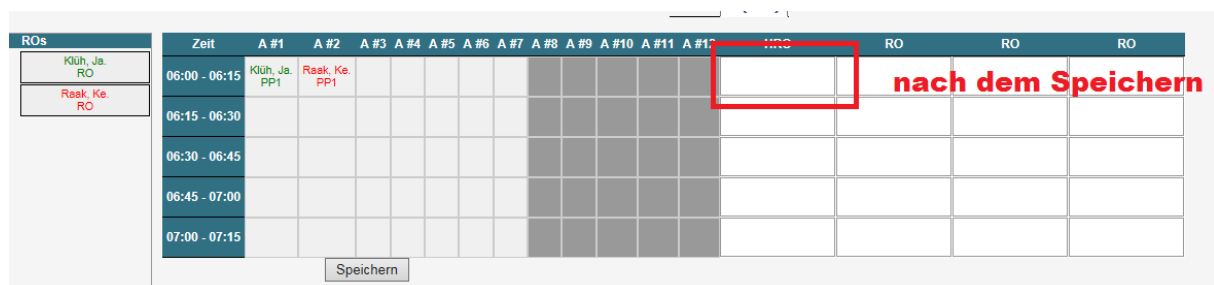 ROs
Klüh, Ja.
RO
Raak, Ke.
RO
Zeit A #1 A #2 A #3 A #4 A #5 A #6 A #7 A #8 A #9 A #10 A #11 A #12 HRO RO RO RO
06:00 - 06:15 Klüh, Ja. PP1 Raak, Ke. PP1
nach dem Speichern
06:15 - 06:30
06:30 - 06:45
06:45 - 07:00
07:00 - 07:15
Speichern